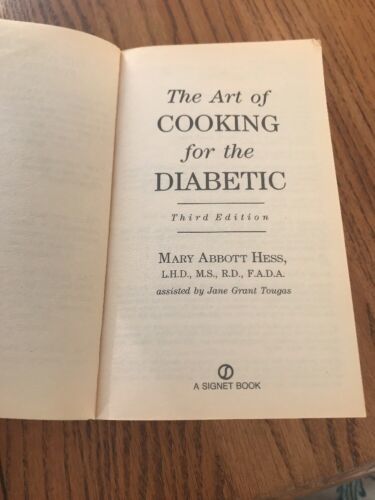 The Art of
COOKING
for the
DIABETIC
Third Edition
MARY ABBOTT HESS,
L.H.D., M.S., R.D., F.A.D.A.
assisted by Jane Grant Tougas
A SIGNET BOOK